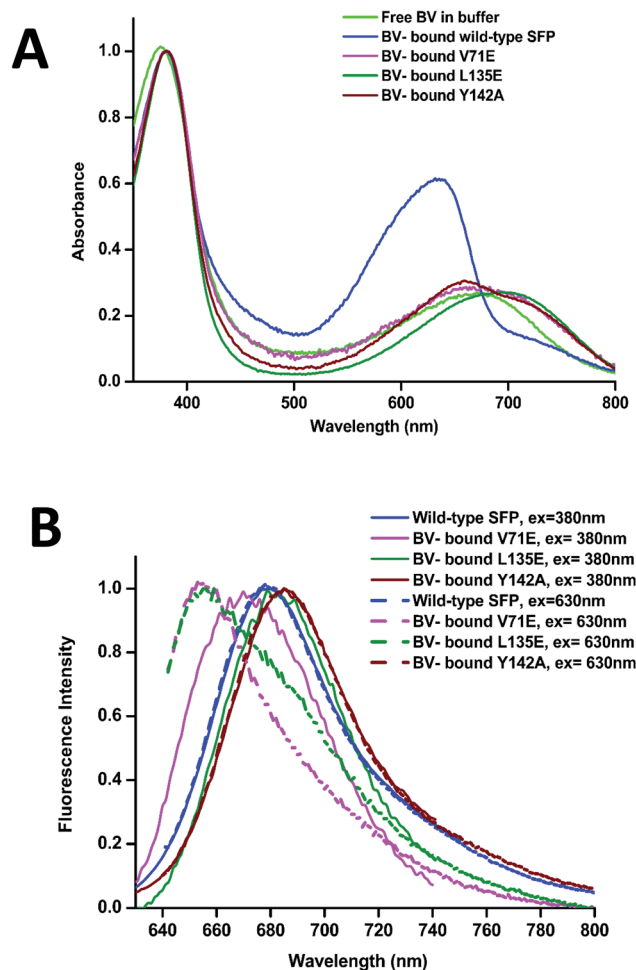 A
Free BV in buffer
BV- bound wild-type SFP
BV- bound V71E
BV- bound L135E
BV- bound Y142A
Absorbance
1.0
0.8
0.6
0.4
0.2
0.0
400
500
600
700
800
Wavelength (nm)
B
Wild-type SFP, ex=380nm
BV- bound V71E, ex= 380nm
BV- bound L135E, ex= 380nm
BV- bound Y142A, ex= 380nm
Wild-type SFP, ex=630nm
BV- bound V71E, ex= 630nm
BV- bound L135E, ex= 630nm
BV- bound Y142A, ex= 630nm
Fluorescence Intensity
1.0
0.8
0.6
0.4
0.2
0.0
640
660
680
700
720
740
760
780
800
Wavelength (nm)